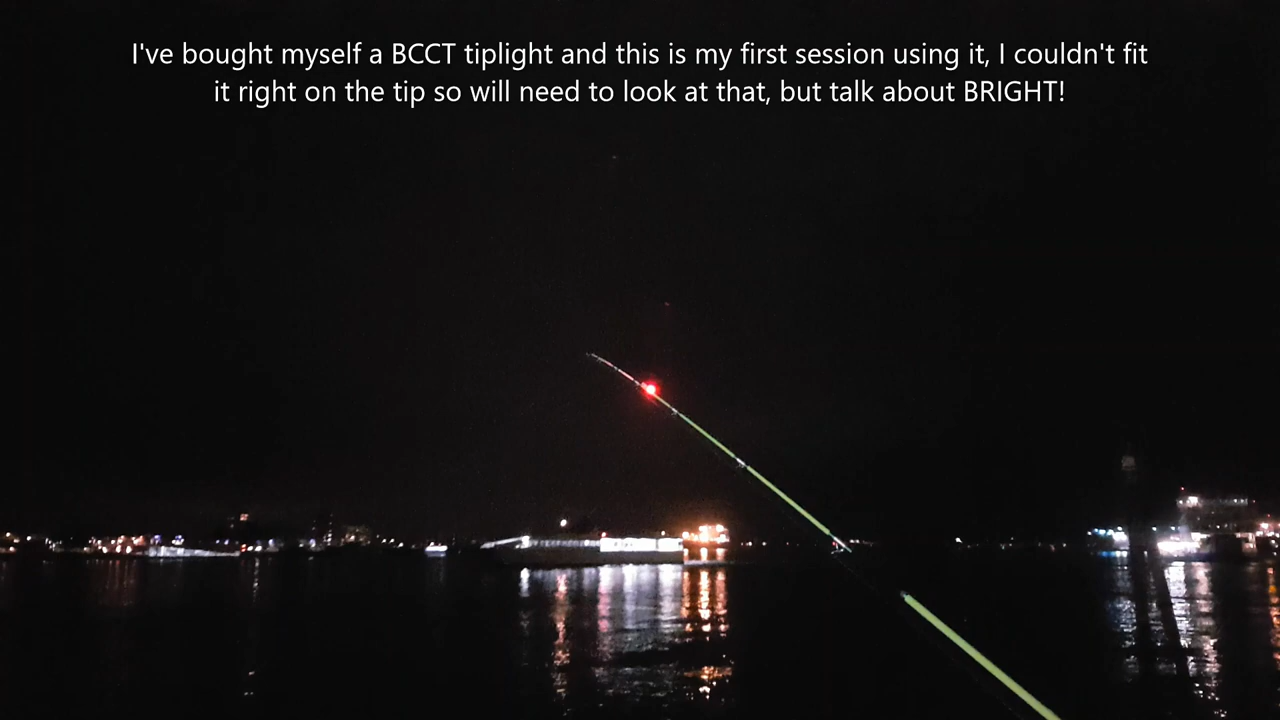 I've bought myself a BCCT tiplight and this is my first session using it, I couldn't fit
it right on the tip so will need to look at that, but talk about BRIGHT!